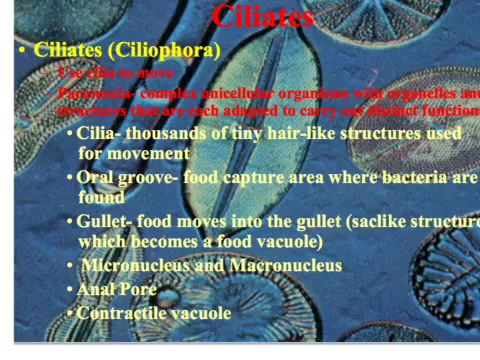 Ciliates
• Ciliates (Ciliophora)
– Use cilia to move
– Paramecia- complex unicellular organisms with organelles and
structures that are each adapted to carry out distinct function
• Cilia- thousands of tiny hair-like structures used
for movement
• Oral groove- food capture area where bacteria are
found
• Gullet- food moves into the gullet (saclike structure
which becomes a food vacuole)
• Micronucleus and Macronucleus
• Anal Pore
• Contractile vacuole